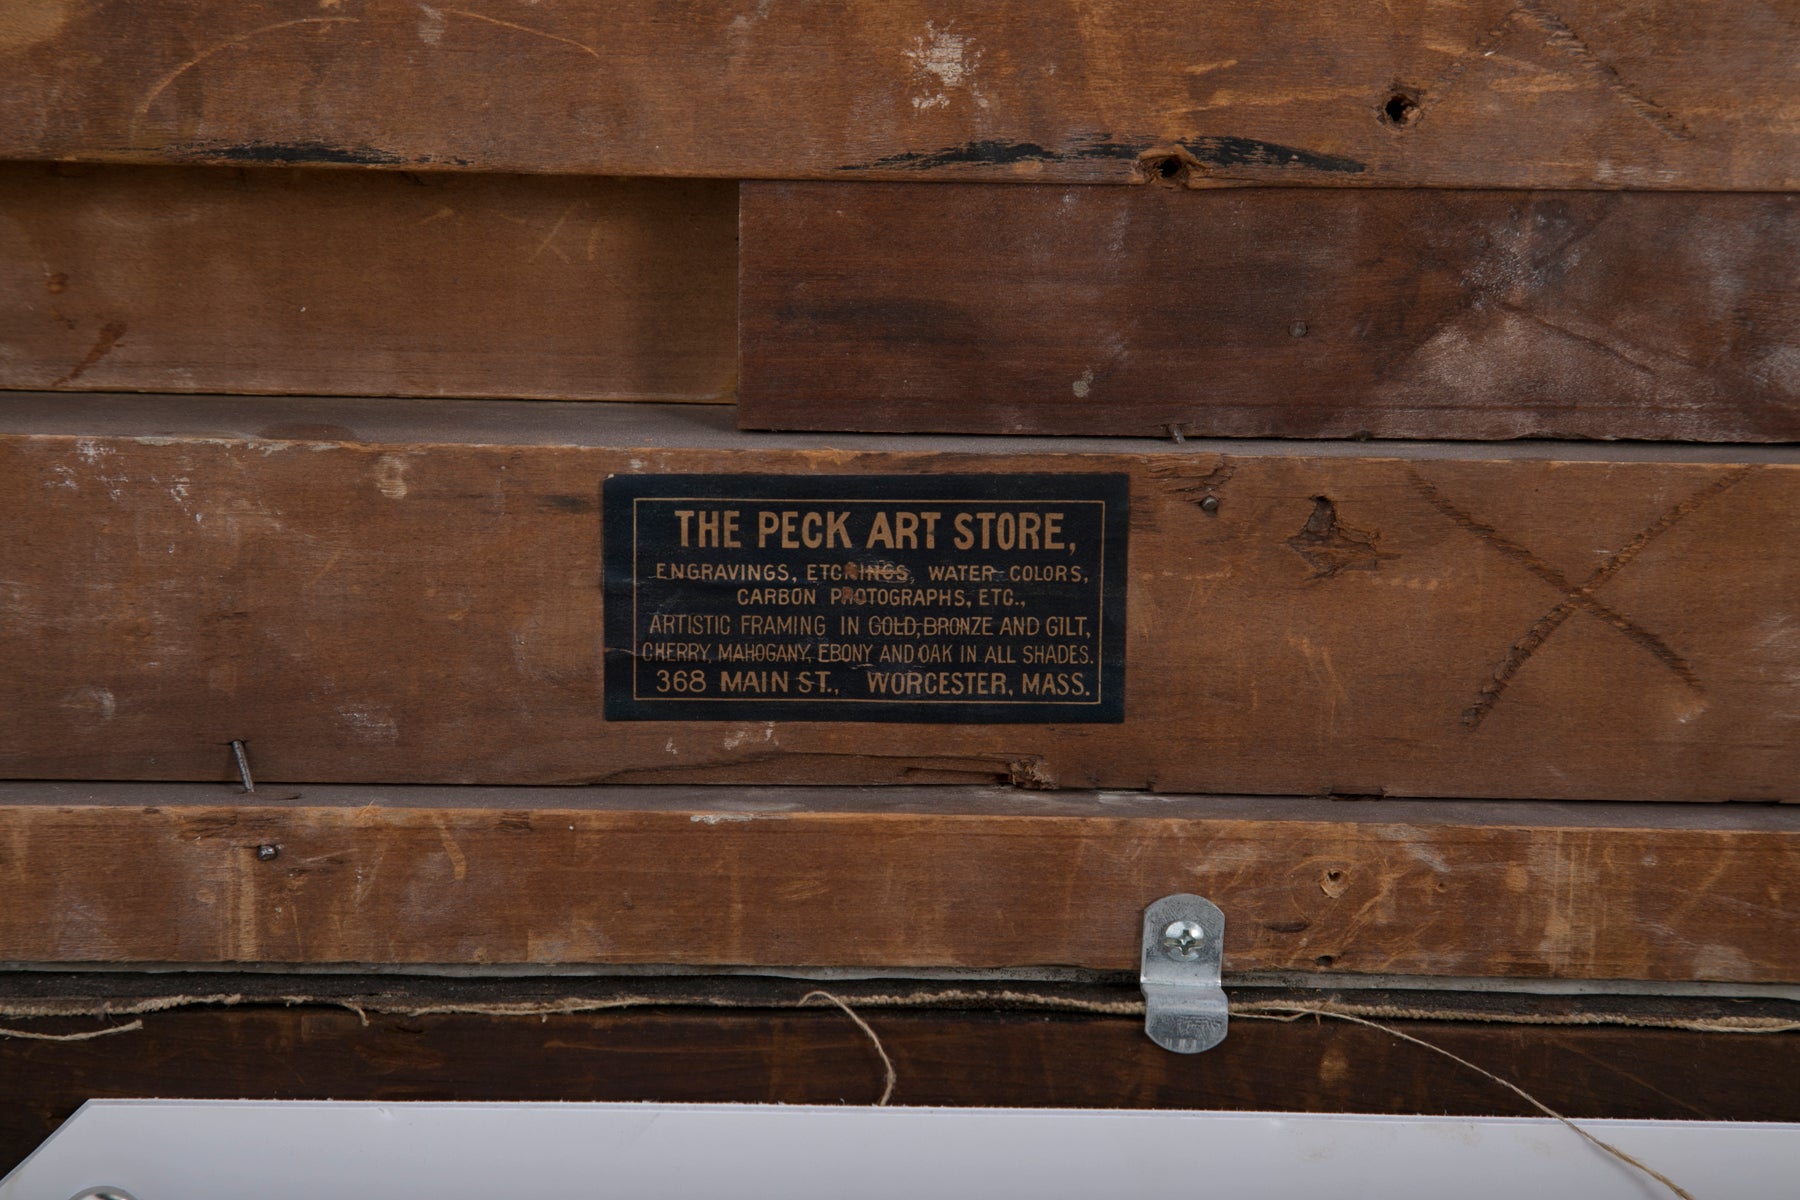 THE PECK ART STORE,
ENGRAVINGS, ETCHINGS, WATER COLORS,
CARBON PHOTOGRAPHS, ETC.,
ARTISTIC FRAMING IN GOLD, BRONZE AND GILT,
CHERRY, MAHOGANY, EBONY AND OAK IN ALL SHADES.
368 MAIN ST., WORCESTER, MASS.